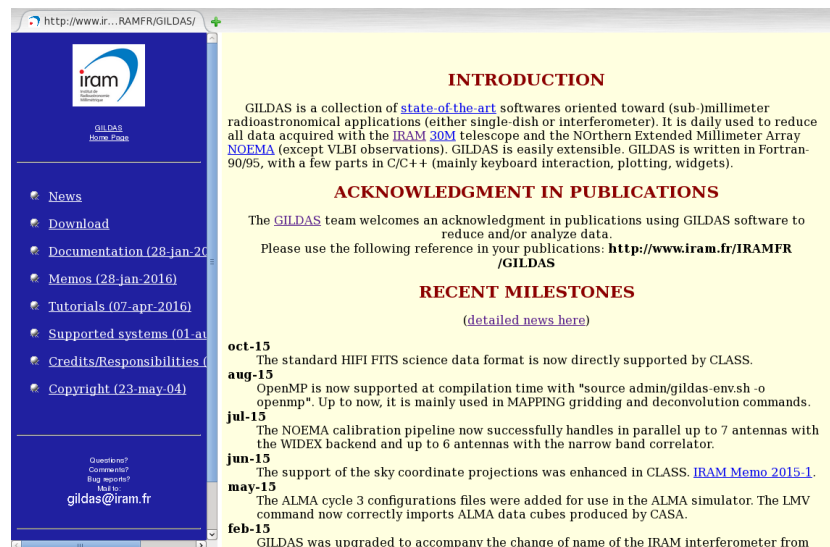 http://www.ir...RAMFR/GILDAS/
iram
Institut de
Radioastronomie
Millimétrique
GILDAS
Home Page
News
Download
Documentation (28-jan-20
Memos (28-jan-2016)
Tutorials (07-apr-2016)
Supported systems (01-au
Credits/Responsibilities (
Copyright (23-may-04)
Questions?
Comments?
Bug reports?
Mail to:
gildas@iram.fr
INTRODUCTION
GILDAS is a collection of state-of-the-art softwares oriented toward (sub-)millimeter
radioastronomical applications (either single-dish or interferometer). It is daily used to reduce
all data acquired with the IRAM 30M telescope and the NOrthern Extended Millimeter Array
NOEMA (except VLBI observations). GILDAS is easily extensible. GILDAS is written in Fortran-
90/95, with a few parts in C/C++ (mainly keyboard interaction, plotting, widgets).
ACKNOWLEDGMENT IN PUBLICATIONS
The GILDAS team welcomes an acknowledgment in publications using GILDAS software to
reduce and/or analyze data.
Please use the following reference in your publications: http://www.iram.fr/IRAMFR
/GILDAS
RECENT MILESTONES
(detailed news here)
oct-15
The standard HIFI FITS science data format is now directly supported by CLASS.
aug-15
OpenMP is now supported at compilation time with "source admin/gildas-env.sh -o
openmp". Up to now, it is mainly used in MAPPING gridding and deconvolution commands.
jul-15
The NOEMA calibration pipeline now successfully handles in parallel up to 7 antennas with
the WIDEX backend and up to 6 antennas with the narrow band correlator.
jun-15
The support of the sky coordinate projections was enhanced in CLASS. IRAM Memo 2015-1.
may-15
The ALMA cycle 3 configurations files were added for use in the ALMA simulator. The LMV
command now correctly imports ALMA data cubes produced by CASA.
feb-15
GILDAS was upgraded to accompany the change of name of the IRAM interferometer from